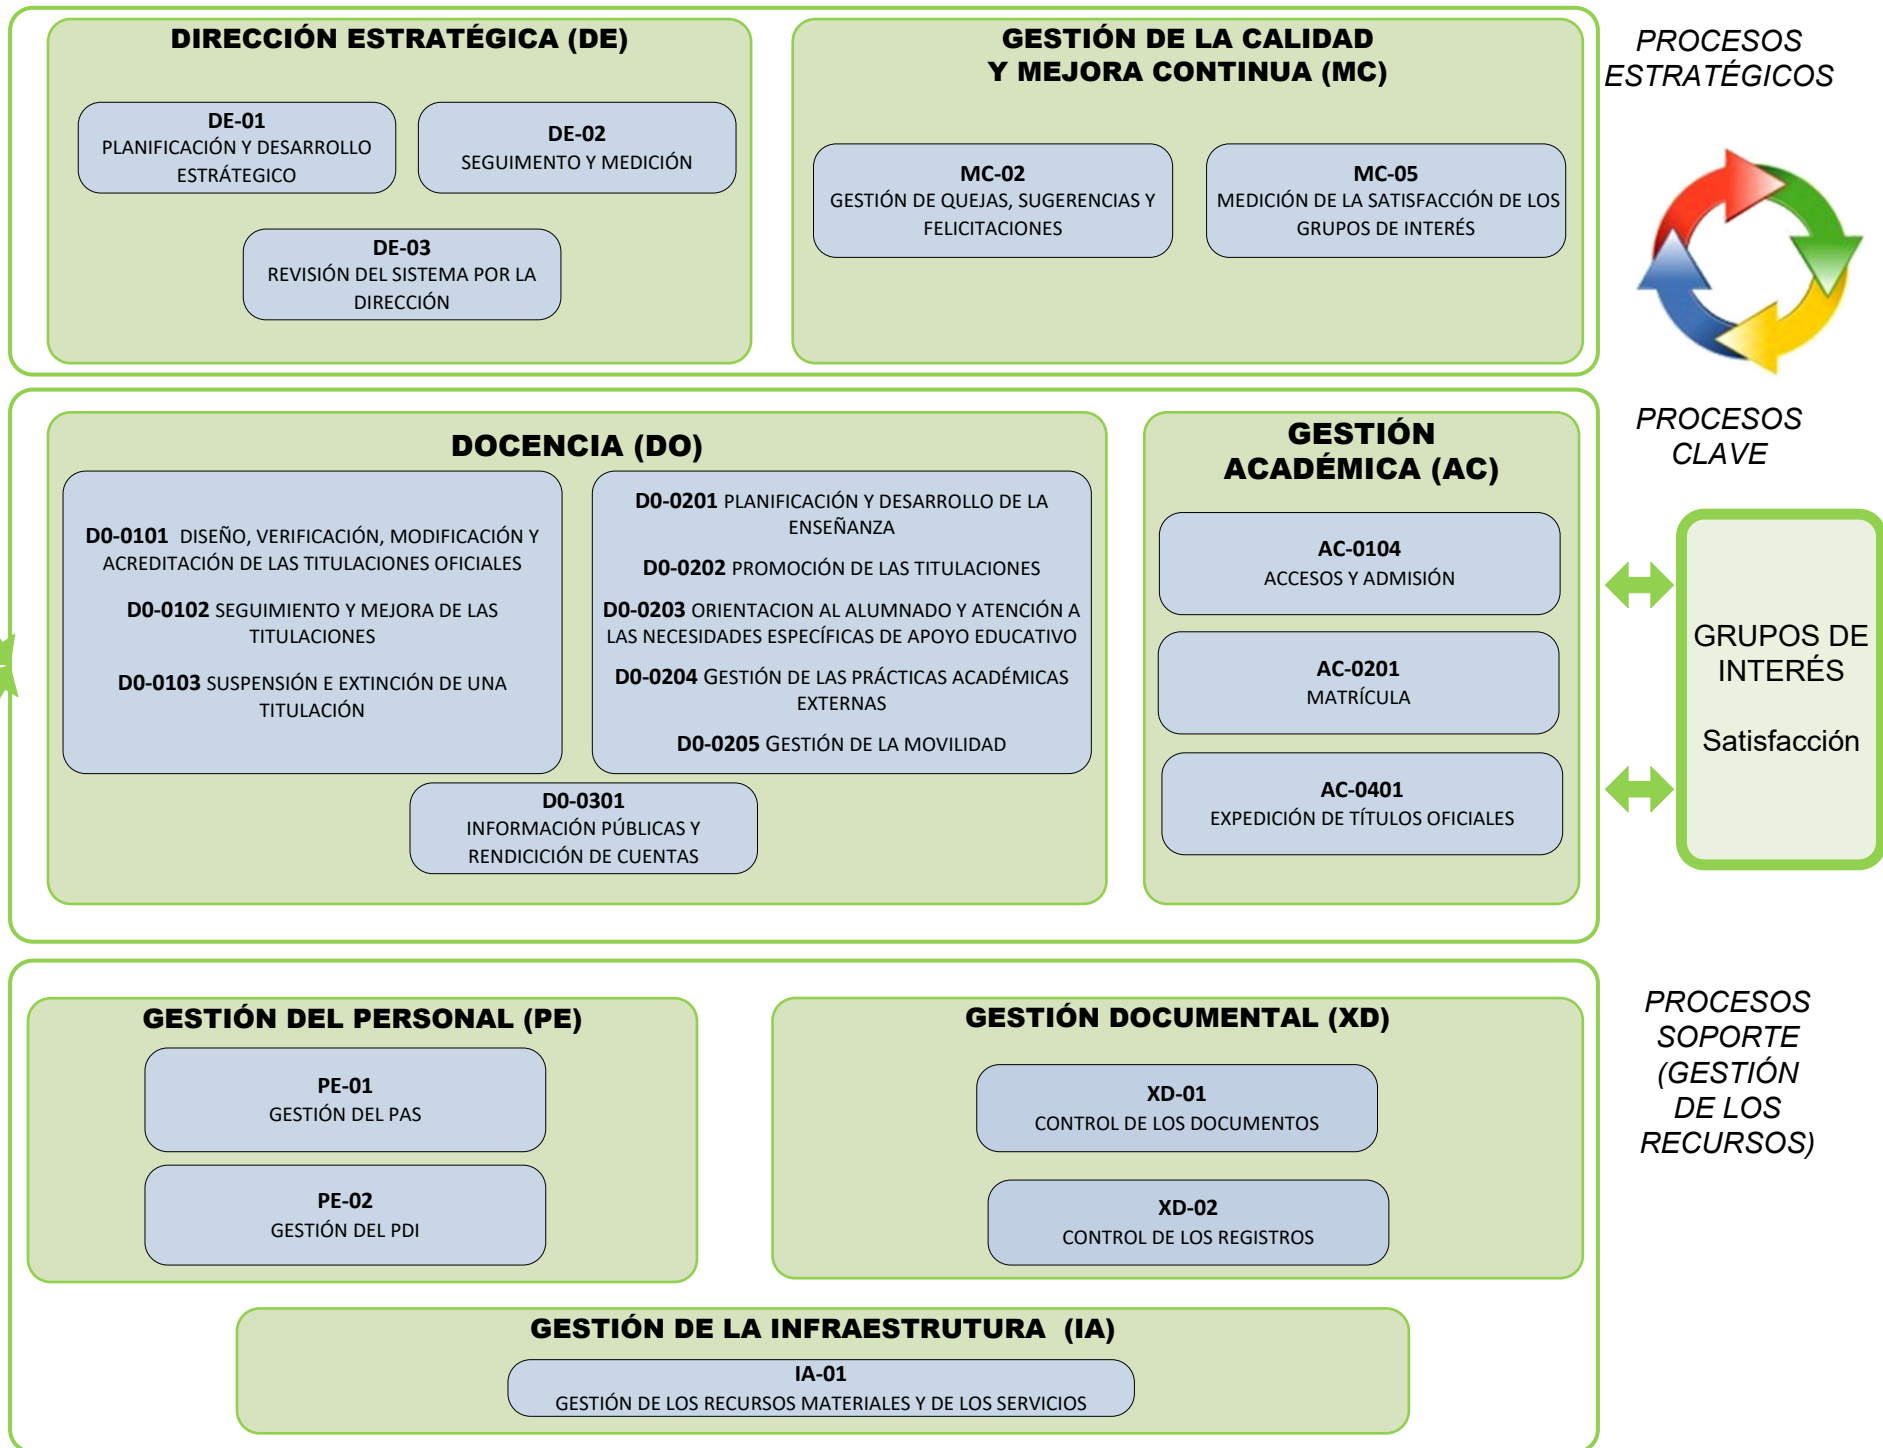 DIRECCIÓN ESTRATÉGICA (DE)
DE-01
PLANIFICACIÓN Y DESARROLLO
ESTRÁTEGICO
DE-02
SEGUIMENTO Y MEDICIÓN
DE-03
REVISIÓN DEL SISTEMA POR LA
DIRECCIÓN
GESTIÓN DE LA CALIDAD
Y MEJORA CONTINUA (MC)
MC-02
GESTIÓN DE QUEJAS, SUGERENCIAS Y
FELICITACIONES
MC-05
MEDICIÓN DE LA SATISFACCIÓN DE LOS
GRUPOS DE INTERÉS
PROCESOS
ESTRATÉGICOS
DOCENCIA (DO)
D0-0101 DISEÑO, VERIFICACIÓN, MODIFICACIÓN Y
ACREDITACIÓN DE LAS TITULACIONES OFICIALES
D0-0102 SEGUIMIENTO Y MEJORA DE LAS
TITULACIONES
D0-0103 SUSPENSIÓN E EXTINCIÓN DE UNA
TITULACIÓN
D0-0201 PLANIFICACIÓN Y DESARROLLO DE LA
ENSEÑANZA
D0-0202 PROMOCIÓN DE LAS TITULACIONES
D0-0203 ORIENTACION AL ALUMNADO Y ATENCIÓN A
LAS NECESIDADES ESPECÍFICAS DE APOYO EDUCATIVO
D0-0204 GESTIÓN DE LAS PRÁCTICAS ACADÉMICAS
EXTERNAS
D0-0205 GESTIÓN DE LA MOVILIDAD
D0-0301
INFORMACIÓN PÚBLICAS Y
RENDICICIÓN DE CUENTAS
GESTIÓN
ACADÉMICA (AC)
AC-0104
ACCESOS Y ADMISIÓN
AC-0201
MATRÍCULA
AC-0401
EXPEDICIÓN DE TÍTULOS OFICIALES
PROCESOS
CLAVE
GRUPOS DE
INTERÉS
Satisfacción
GESTIÓN DEL PERSONAL (PE)
PE-01
GESTIÓN DEL PAS
PE-02
GESTIÓN DEL PDI
GESTIÓN DOCUMENTAL (XD)
XD-01
CONTROL DE LOS DOCUMENTOS
XD-02
CONTROL DE LOS REGISTROS
PROCESOS
SOPORTE
(GESTIÓN
DE LOS
RECURSOS)
GESTIÓN DE LA INFRAESTRUTURA (IA)
IA-01
GESTIÓN DE LOS RECURSOS MATERIALES Y DE LOS SERVICIOS